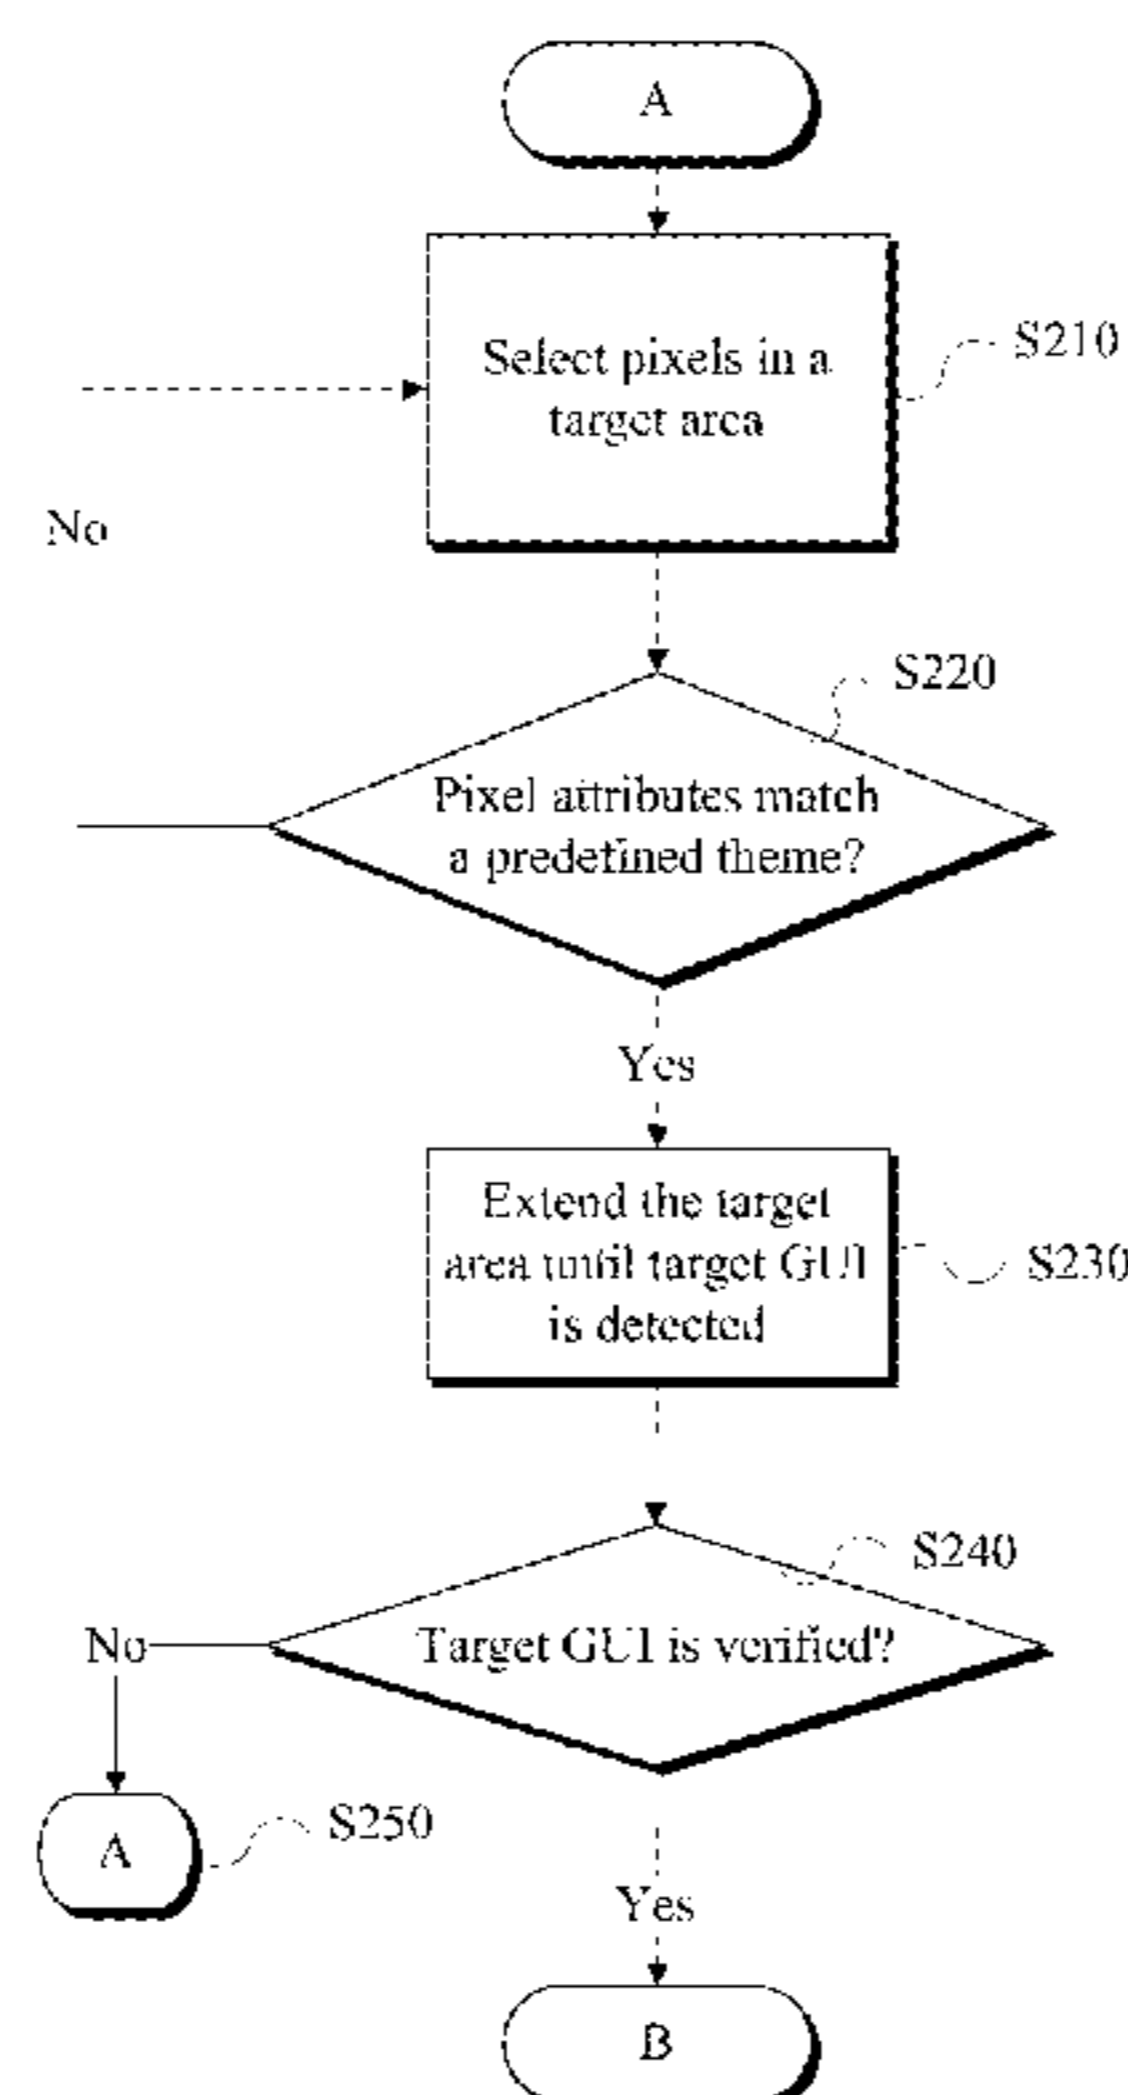 A
Select pixels in a
target area
S210
No
S220
Pixel attributes match
a predefined theme?
Yes
Extend the target
area until target GUI
is detected
S230
S240
Target GUI is verified?
No
A
S250
Yes
B